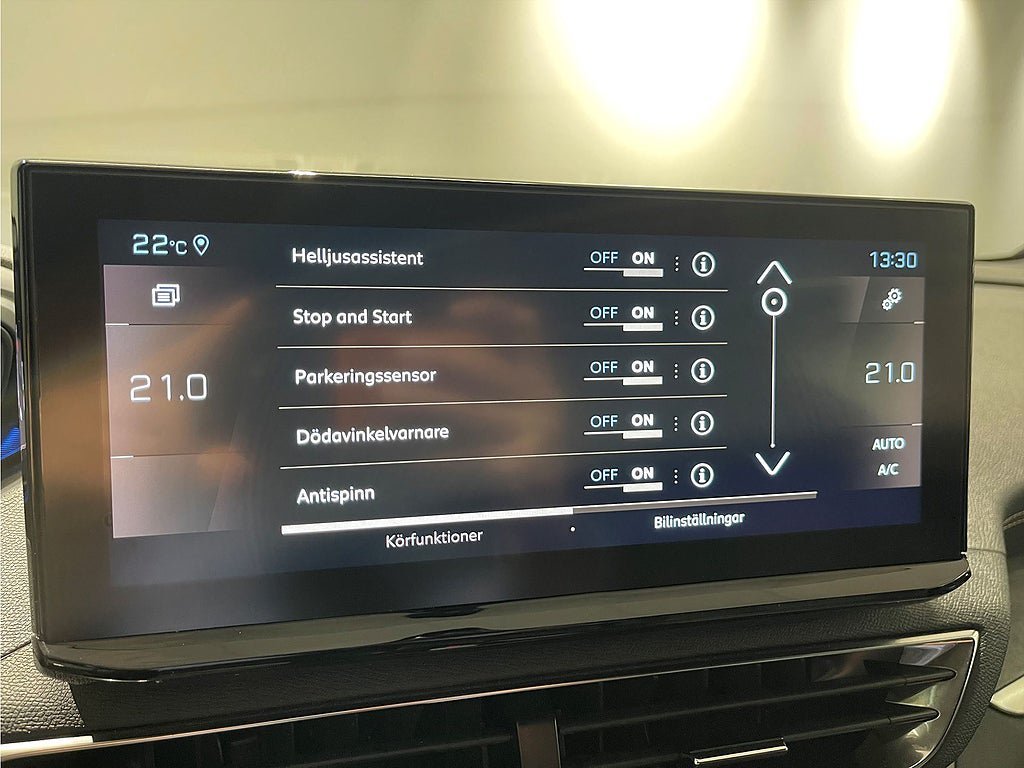 22°C
13:30
Helljusassistent OFF ON
Stop and Start OFF ON
Parkeringssensor OFF ON
Dödavinkelvarnare OFF ON
Antispinn OFF ON
21.0
21.0
AUTO
A/C
Körfunktioner
Bilinställningar